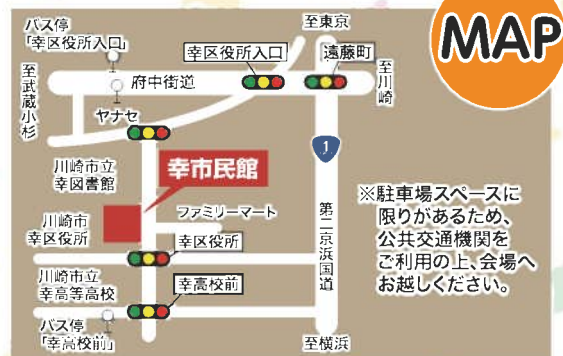 MAP
バス停
「幸区役所入口」
至東京
幸区役所入口
遠藤町
至武蔵小杉
府中街道
至川崎
ヤナセ
1
川崎市立
幸図書館
幸市民館
川崎市
幸区役所
ファミリーマート
第二京浜国道
※駐車場スペースに
限りがあるため、
公共交通機関を
ご利用の上、会場へ
お越しください。
幸区役所
川崎市立
幸高等高校
幸高校前
バス停
「幸高校前」
至横浜